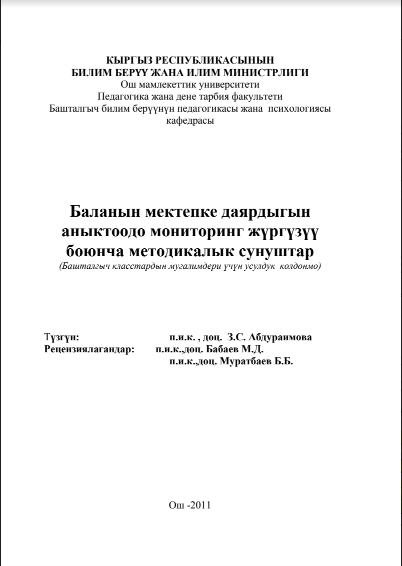 КЫРГЫЗ РЕСПУБЛИКАСЫНЫН
БИЛИМ БЕРҮҮ ЖАНА ИЛИМ МИНИСТРЛИГИ
Ош мамлекеттик университети
Педагогика жана дене тарбия факультети
Башталгыч билим берүүнүн педагогикасы жана психологиясы
кафедрасы
Баланын мектепке даярдыгын
аныктоодо мониторинг жүргүзүү
боюнча методикалык сунуштар
(Башталгыч класстардын мугалимдери үчүн усулдук колдонмо)
Түзгүн: п.и.к. , доц. З.С. Абдураимова
Рецензиялагандар: п.и.к.,доц. Бабаев М.Д.
п.и.к.,доц. Муратбаев Б.Б.
Ош -2011